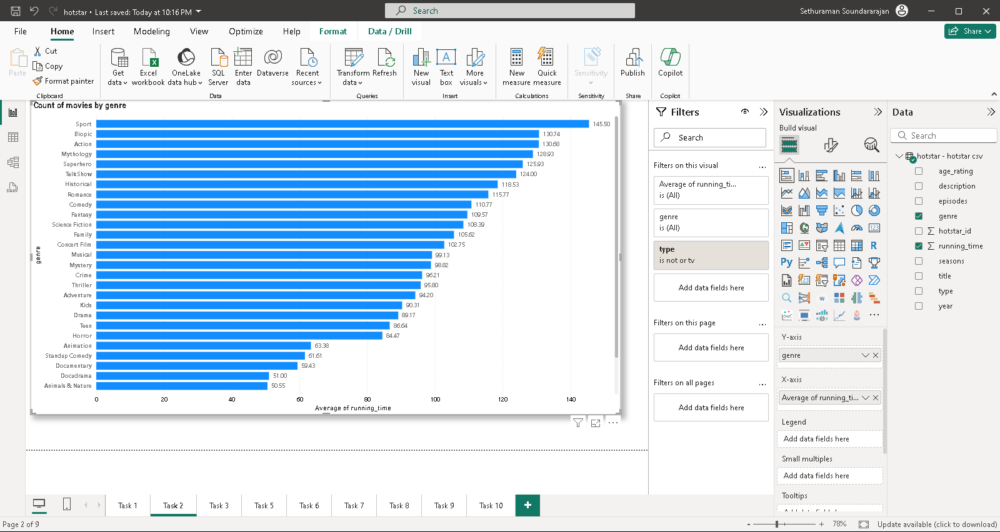 hotstar • Last saved: Today at 10:16 PM
Search
Sethuraman Soundararajan
File Home Insert Modeling View Optimize Help Format Data / Drill
Share
Paste
Cut
Copy
Format painter
Get data
Excel workbook
OneLake data hub
SQL Server
Enter data
Dataverse
Recent sources
Transform data
Refresh
New visual
Text box
More visuals
New measure
Quick measure
Sensitivity
Publish
Copilot
Clipboard Data Queries Insert Calculations Sensitivity Share Copilot
Count of movies by genre
genre
Sport 145.50
Biopic 130.74
Action 130.68
Mythology 128.93
Superhero 125.93
TalkShow 124.00
Historical 118.53
Romance 115.77
Comedy 110.77
Fantasy 109.57
Science Fiction 108.39
Family 105.62
Concert Film 102.75
Musical 99.13
Mystery 98.82
Crime 96.21
Thriller 95.80
Adventure 94.20
Kids 90.31
Drama 89.17
Teen 86.64
Horror 84.47
Animation 63.38
Standup Comedy 61.61
Documentary 59.43
Docudrama 51.00
Animals & Nature 50.55
0 20 40 60 80 100 120 140
Average of running_time
Filters
Search
Filters on this visual ...
Average of running_ti...
is (All)
genre
is (All)
type
is not or tv
Add data fields here
Filters on this page ...
Add data fields here
Filters on all pages ...
Add data fields here
Visualizations
Build visual
123
R
Py
123
W
Y-axis
genre
X-axis
Average of running_ti...
Legend
Add data fields here
Small multiples
Add data fields here
Tooltips
Add data fields here
Data
Search
hotstar - hotstar csv
age_rating
description
episodes
genre
∑ hotstar_id
∑ running_time
seasons
title
type
year
Task 1 Task 2 Task 3 Task 5 Task 6 Task 7 Task 8 Task 9 Task 10 +
Page 2 of 9
- + 78%
Update available (click to download)